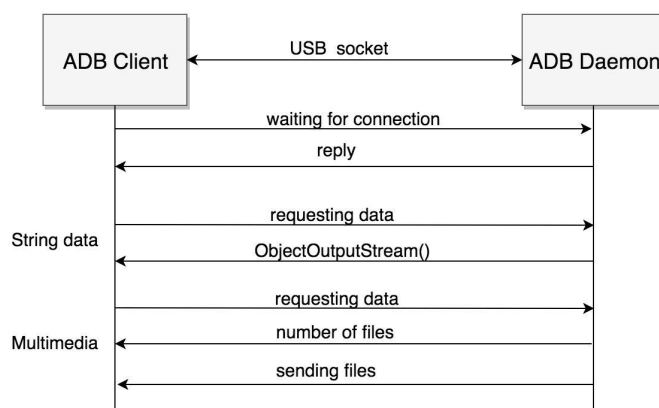 USB socket
ADB Client
ADB Daemon
waiting for connection
reply
requesting data
String data
ObjectOutputStream()
requesting data
number of files
Multimedia
sending files